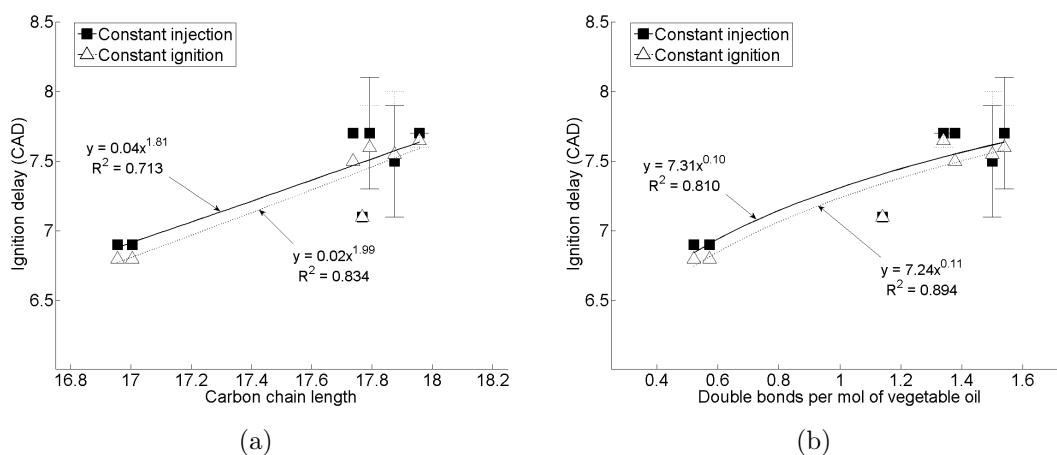 8.5
8
7.5
7
6.5
Ignition delay (CAD)
Constant injection
Constant ignition
y = 0.04x^1.81
R^2 = 0.713
y = 0.02x^1.99
R^2 = 0.834
16.8 17 17.2 17.4 17.6 17.8 18 18.2
Carbon chain length
(a)
8.5
8
7.5
7
6.5
Ignition delay (CAD)
Constant injection
Constant ignition
y = 7.31x^0.10
R^2 = 0.810
y = 7.24x^0.11
R^2 = 0.894
0.4 0.6 0.8 1 1.2 1.4 1.6
Double bonds per mol of vegetable oil
(b)